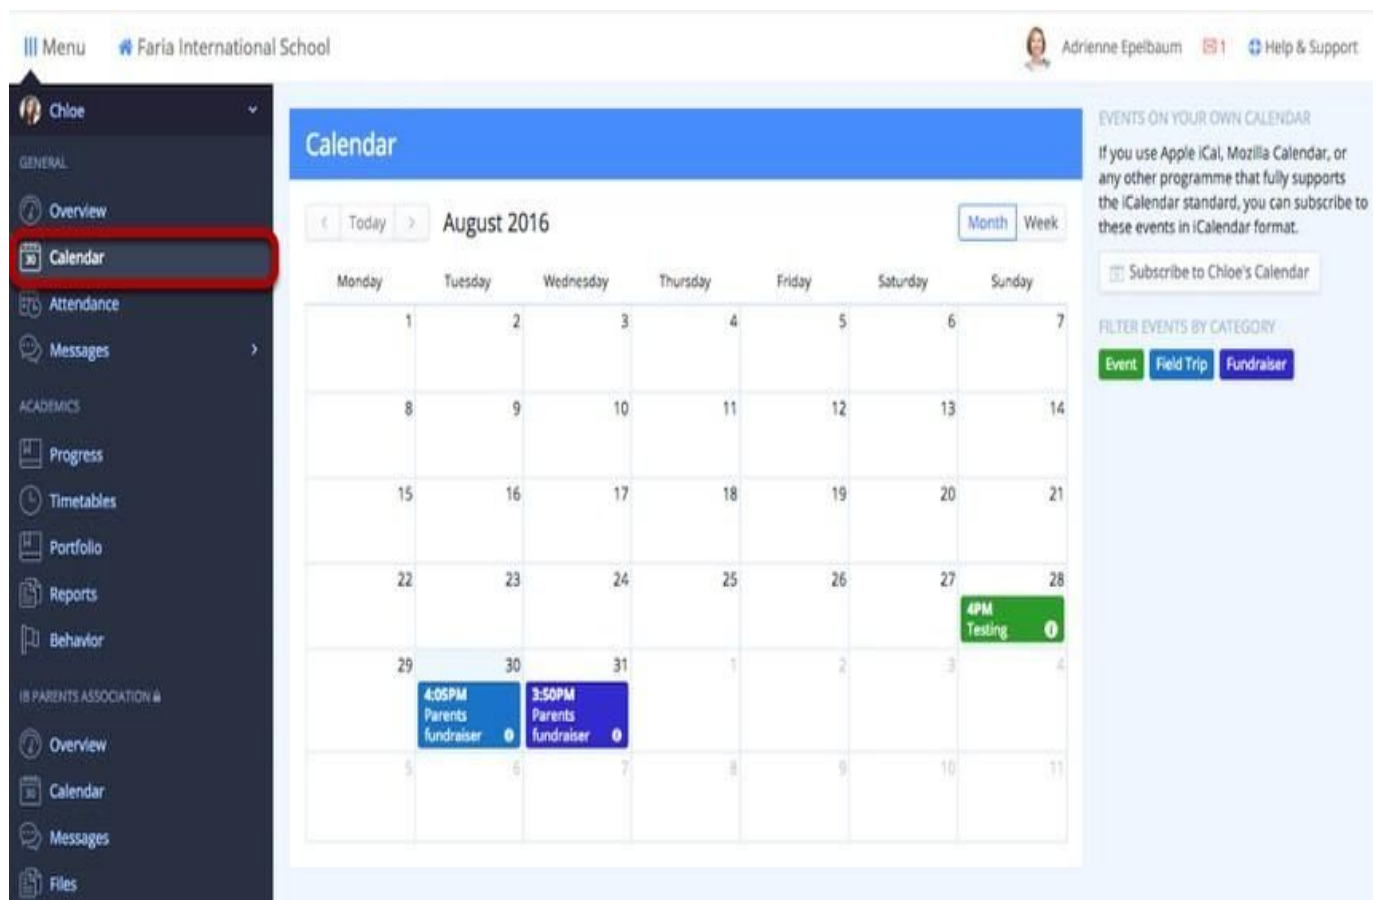 Menu
Faria International School
Adrienne Epelbaum
1
Help & Support
Chloe
GENERAL
Overview
Calendar
Attendance
Messages
ACADEMICS
Progress
Timetables
Portfolio
Reports
Behavior
IB PARENTS ASSOCIATION
Overview
Calendar
Messages
Files
Calendar
Today
August 2016
Month Week
Monday Tuesday Wednesday Thursday Friday Saturday Sunday
1 2 3 4 5 6 7
8 9 10 11 12 13 14
15 16 17 18 19 20 21
22 23 24 25 26 27 28
4PM
Testing
29 30 31 1 2 3 4
4:05PM
Parents
fundraiser
3:50PM
Parents
fundraiser
5 6 7 8 9 10 11
EVENTS ON YOUR OWN CALENDAR
If you use Apple iCal, Mozilla Calendar, or
any other programme that fully supports
the iCalendar standard, you can subscribe to
these events in iCalendar format.
Subscribe to Chloe's Calendar
FILTER EVENTS BY CATEGORY
Event Field Trip Fundraiser